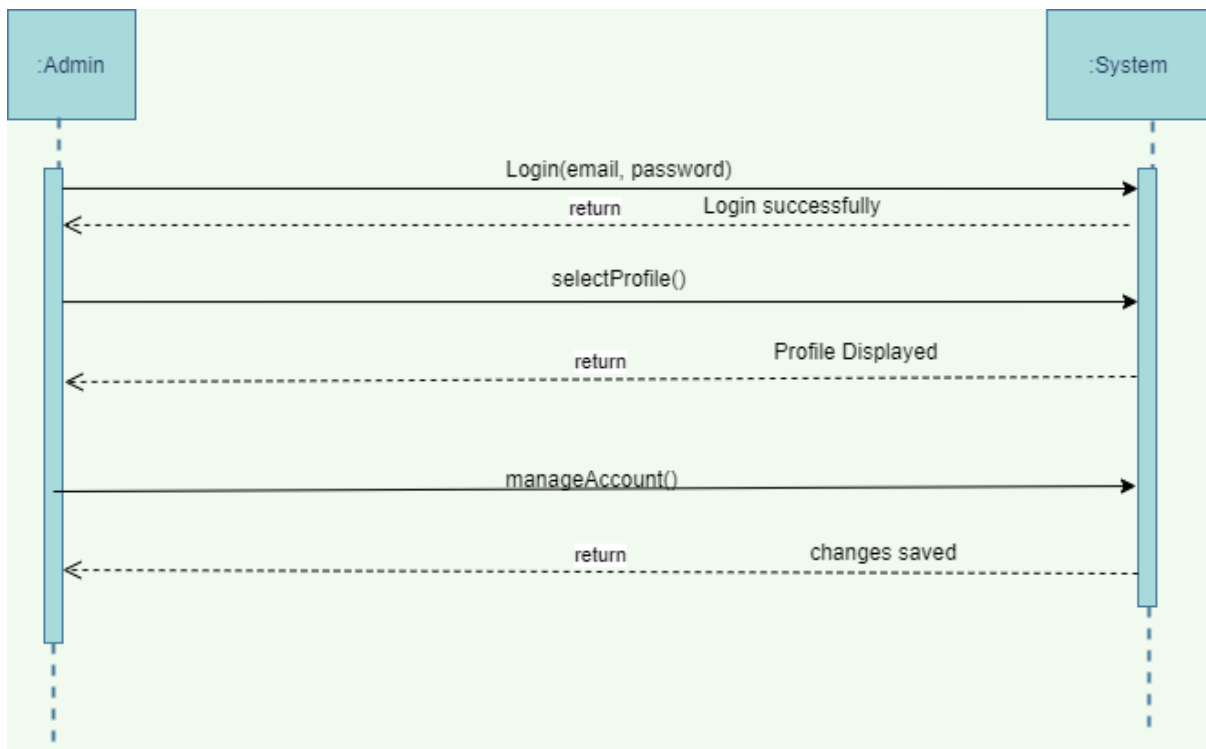 :Admin
:System
Login(email, password)
return
Login successfully
selectProfile()
Profile Displayed
return
manageAccount()
return
changes saved